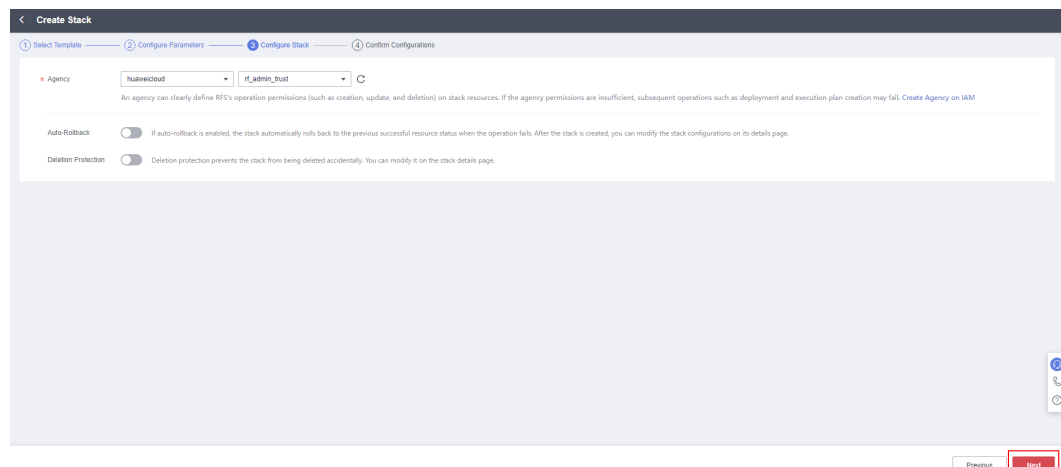 < Create Stack
1 Select Template 2 Configure Parameters 3 Configure Stack 4 Confirm Configurations
* Agency huaweicloud rf_admin_trust
An agency can clearly define RFS's operation permissions (such as creation, update, and deletion) on stack resources. If the agency permissions are insufficient, subsequent operations such as deployment and execution plan creation may fail. Create Agency on IAM
Auto-Rollback If auto-rollback is enabled, the stack automatically rolls back to the previous successful resource status when the operation fails. After the stack is created, you can modify the stack configurations on its details page.
Deletion Protection Deletion protection prevents the stack from being deleted accidentally. You can modify it on the stack details page.
Previous Next